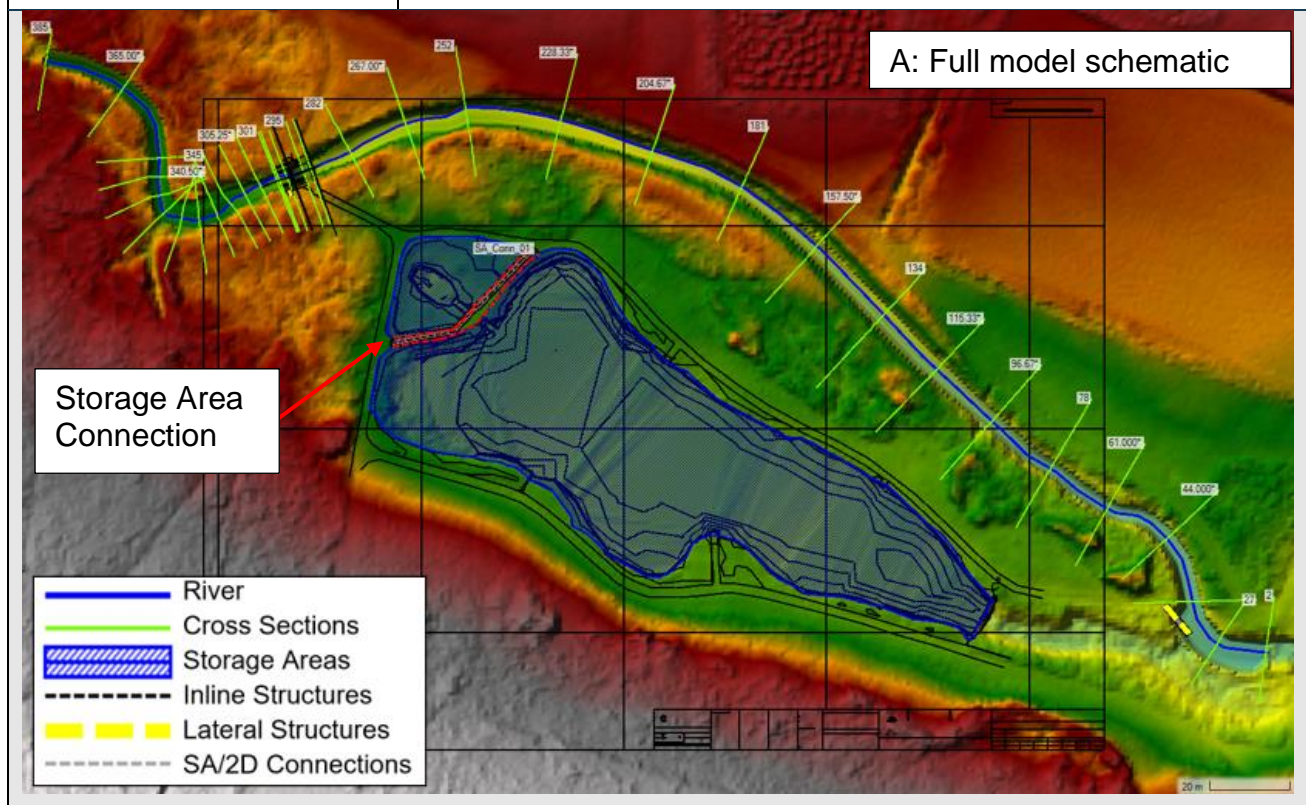 A: Full model schematic
385
365.00*
252
228.33*
267.00*
204.67*
282
295
301
305.25*
181
345
340.50*
157.50*
SA_Conn_01
134
115.33*
Storage Area
Connection
96.67*
78
61.000*
44.000*
27
2
River
Cross Sections
Storage Areas
Inline Structures
Lateral Structures
SA/2D Connections
20 m